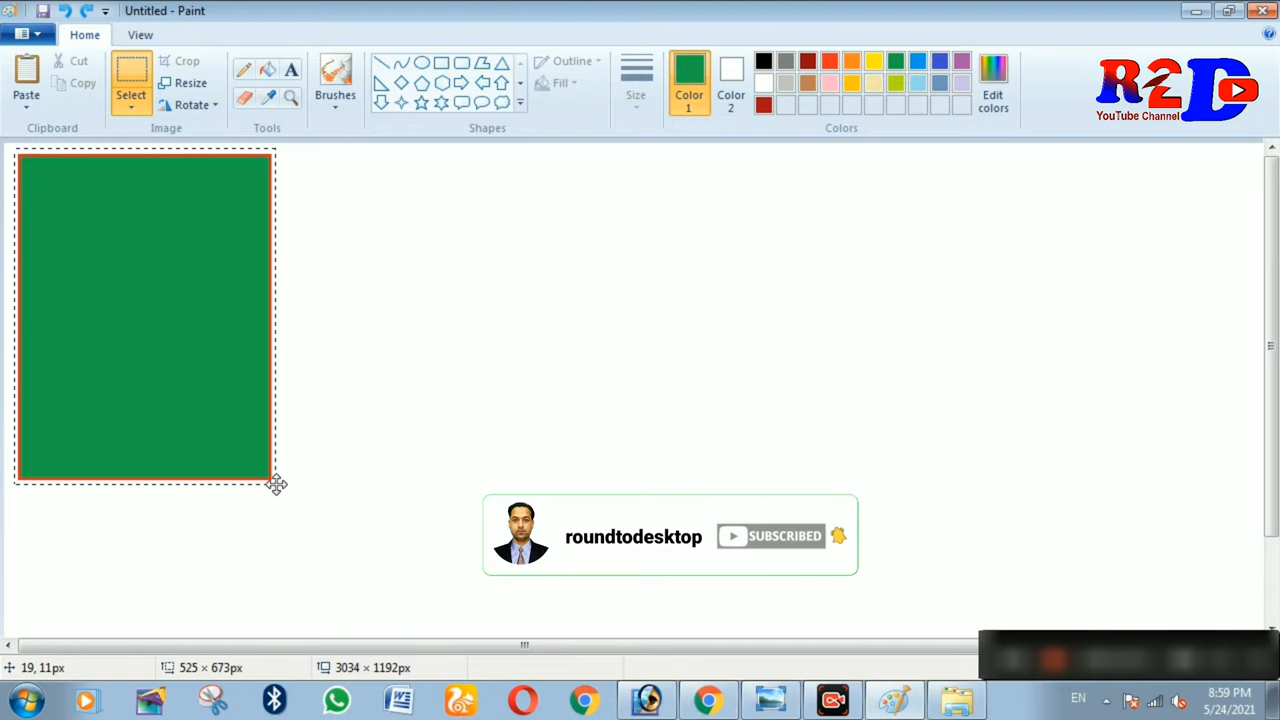 Untitled - Paint
Home
View
Paste
Cut
Copy
Clipboard
Select
Crop
Resize
Rotate
Image
Tools
Brushes
Outline
Fill
Shapes
Size
Color 1
Color 2
Edit colors
Colors
R2D
YouTube Channel
roundtodesktop
SUBSCRIBED
19, 11px
525 × 673px
3034 × 1192px
EN
8:59 PM
5/24/2021